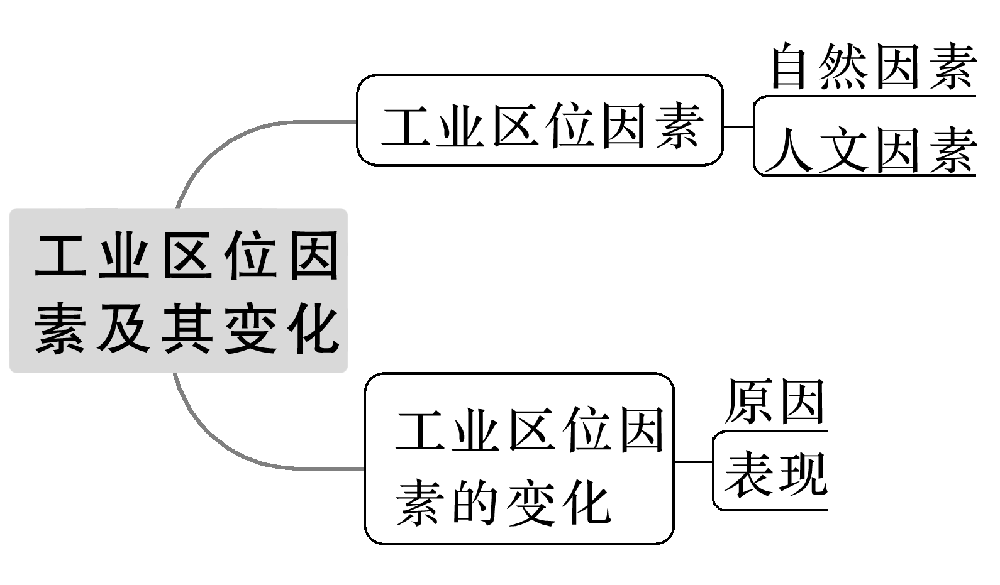 自然因素
工业区位因素
人文因素
工业区位因
素及其变化
原因
工业区位因
表现
素的变化